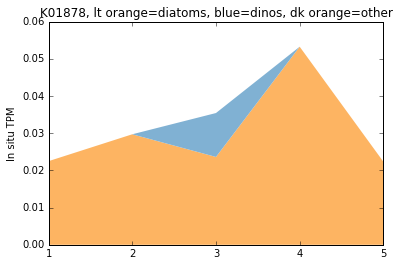 K01878, lt orange=diatoms, blue=dinos, dk orange=other
In situ TPM
0.06
0.05
0.04
0.03
0.02
0.01
0.00
1 2 3 4 5